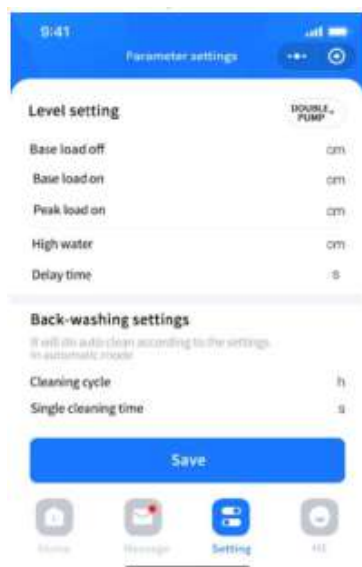 9:41
Parameter settings
Level setting
DOUBLE
PUMP
Base load off cm
Base load on cm
Peak load on cm
High water cm
Delay time s
Back-washing settings
It will do auto clean according to the settings
in automatic mode
Cleaning cycle h
Single cleaning time s
Save
Home Message Setting ME